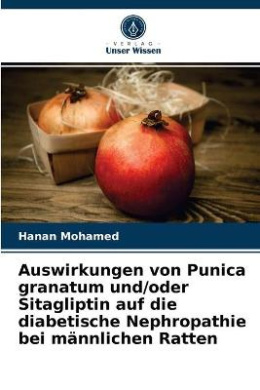 VERLAG
Unser Wissen
Hanan Mohamed
Auswirkungen von Punica
granatum und/oder
Sitagliptin auf die
diabetische Nephropathie
bei männlichen Ratten